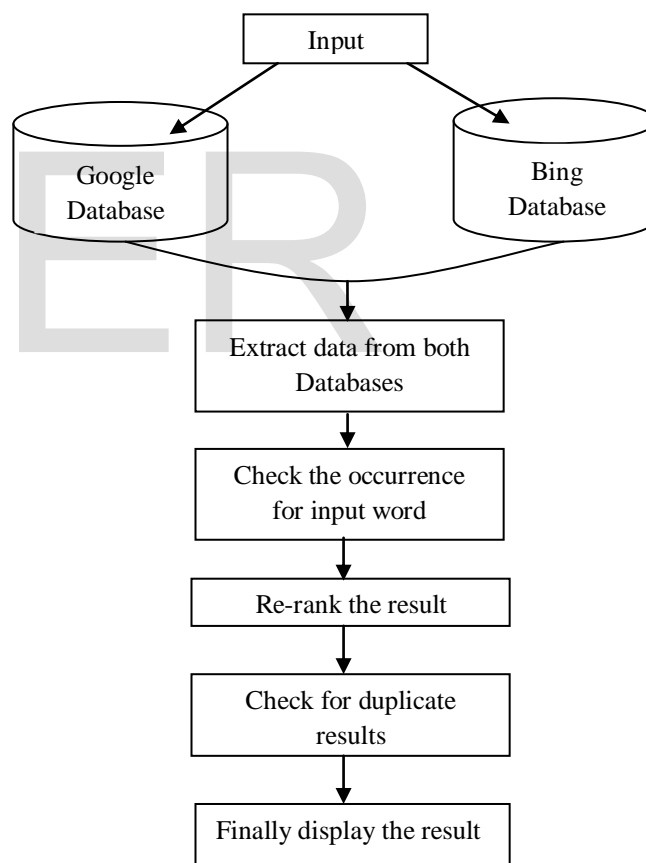 Input
Google
Database
Bing
Database
ER
Extract data from both
Databases
Check the occurrence
for input word
Re-rank the result
Check for duplicate
results
Finally display the result